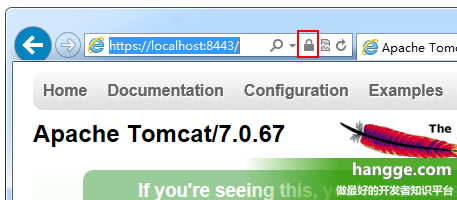 https://localhost:8443/
Apache Tomc
Home Documentation Configuration Examples
Apache Tomcat/7.0.67
The
If you're seeing this, y
hangge.com
做最好的开发者知识平台